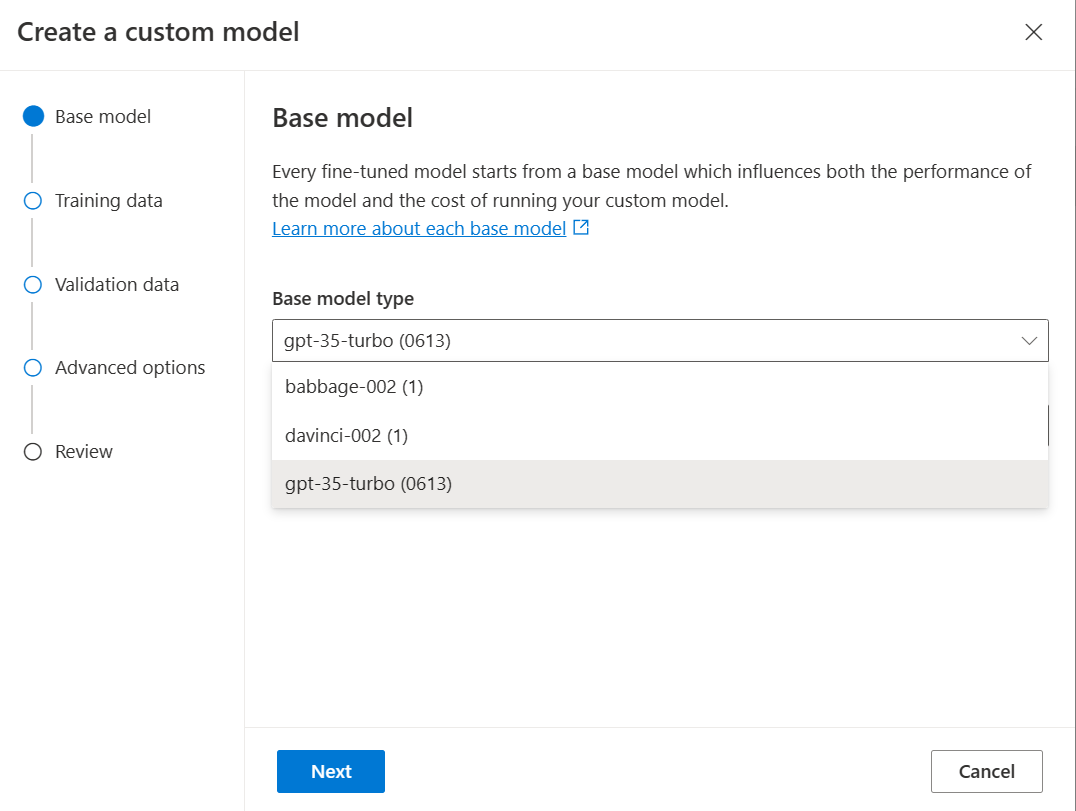 Create a custom model
Base model
Training data
Validation data
Advanced options
Review
Base model
Every fine-tuned model starts from a base model which influences both the performance of
the model and the cost of running your custom model.
Learn more about each base model
Base model type
gpt-35-turbo (0613)
babbage-002 (1)
davinci-002 (1)
gpt-35-turbo (0613)
Next
Cancel